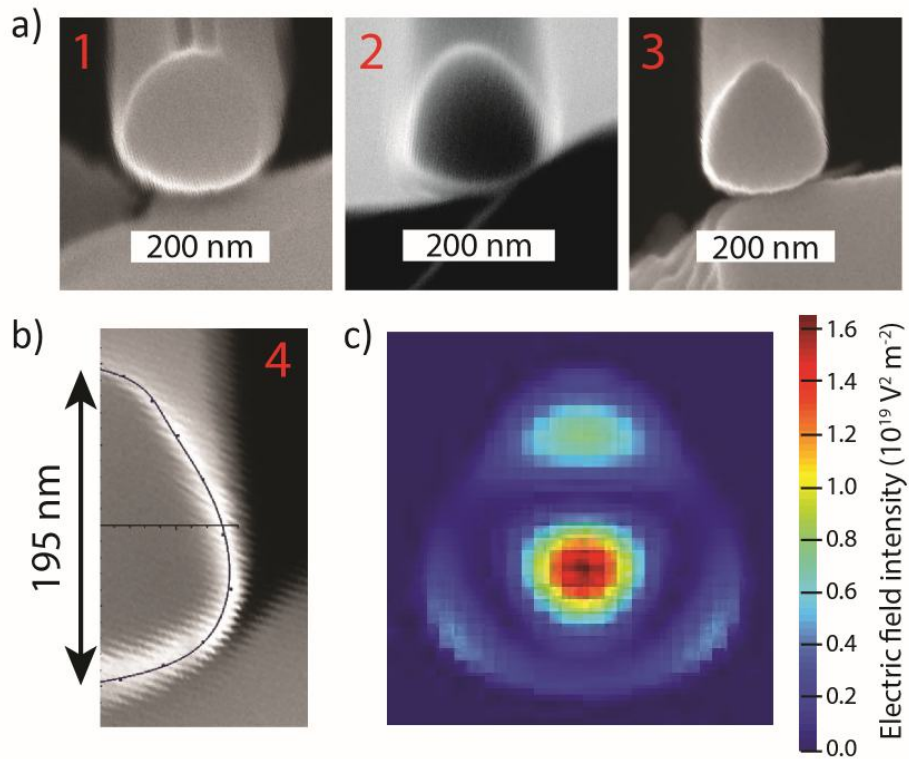 a)
1
2
3
200 nm
200 nm
200 nm
b)
4
195 nm
c)
1.6
1.4
1.2
1.0
0.8
0.6
0.4
0.2
0.0
Electric field intensity (10¹⁹ V² m⁻²)